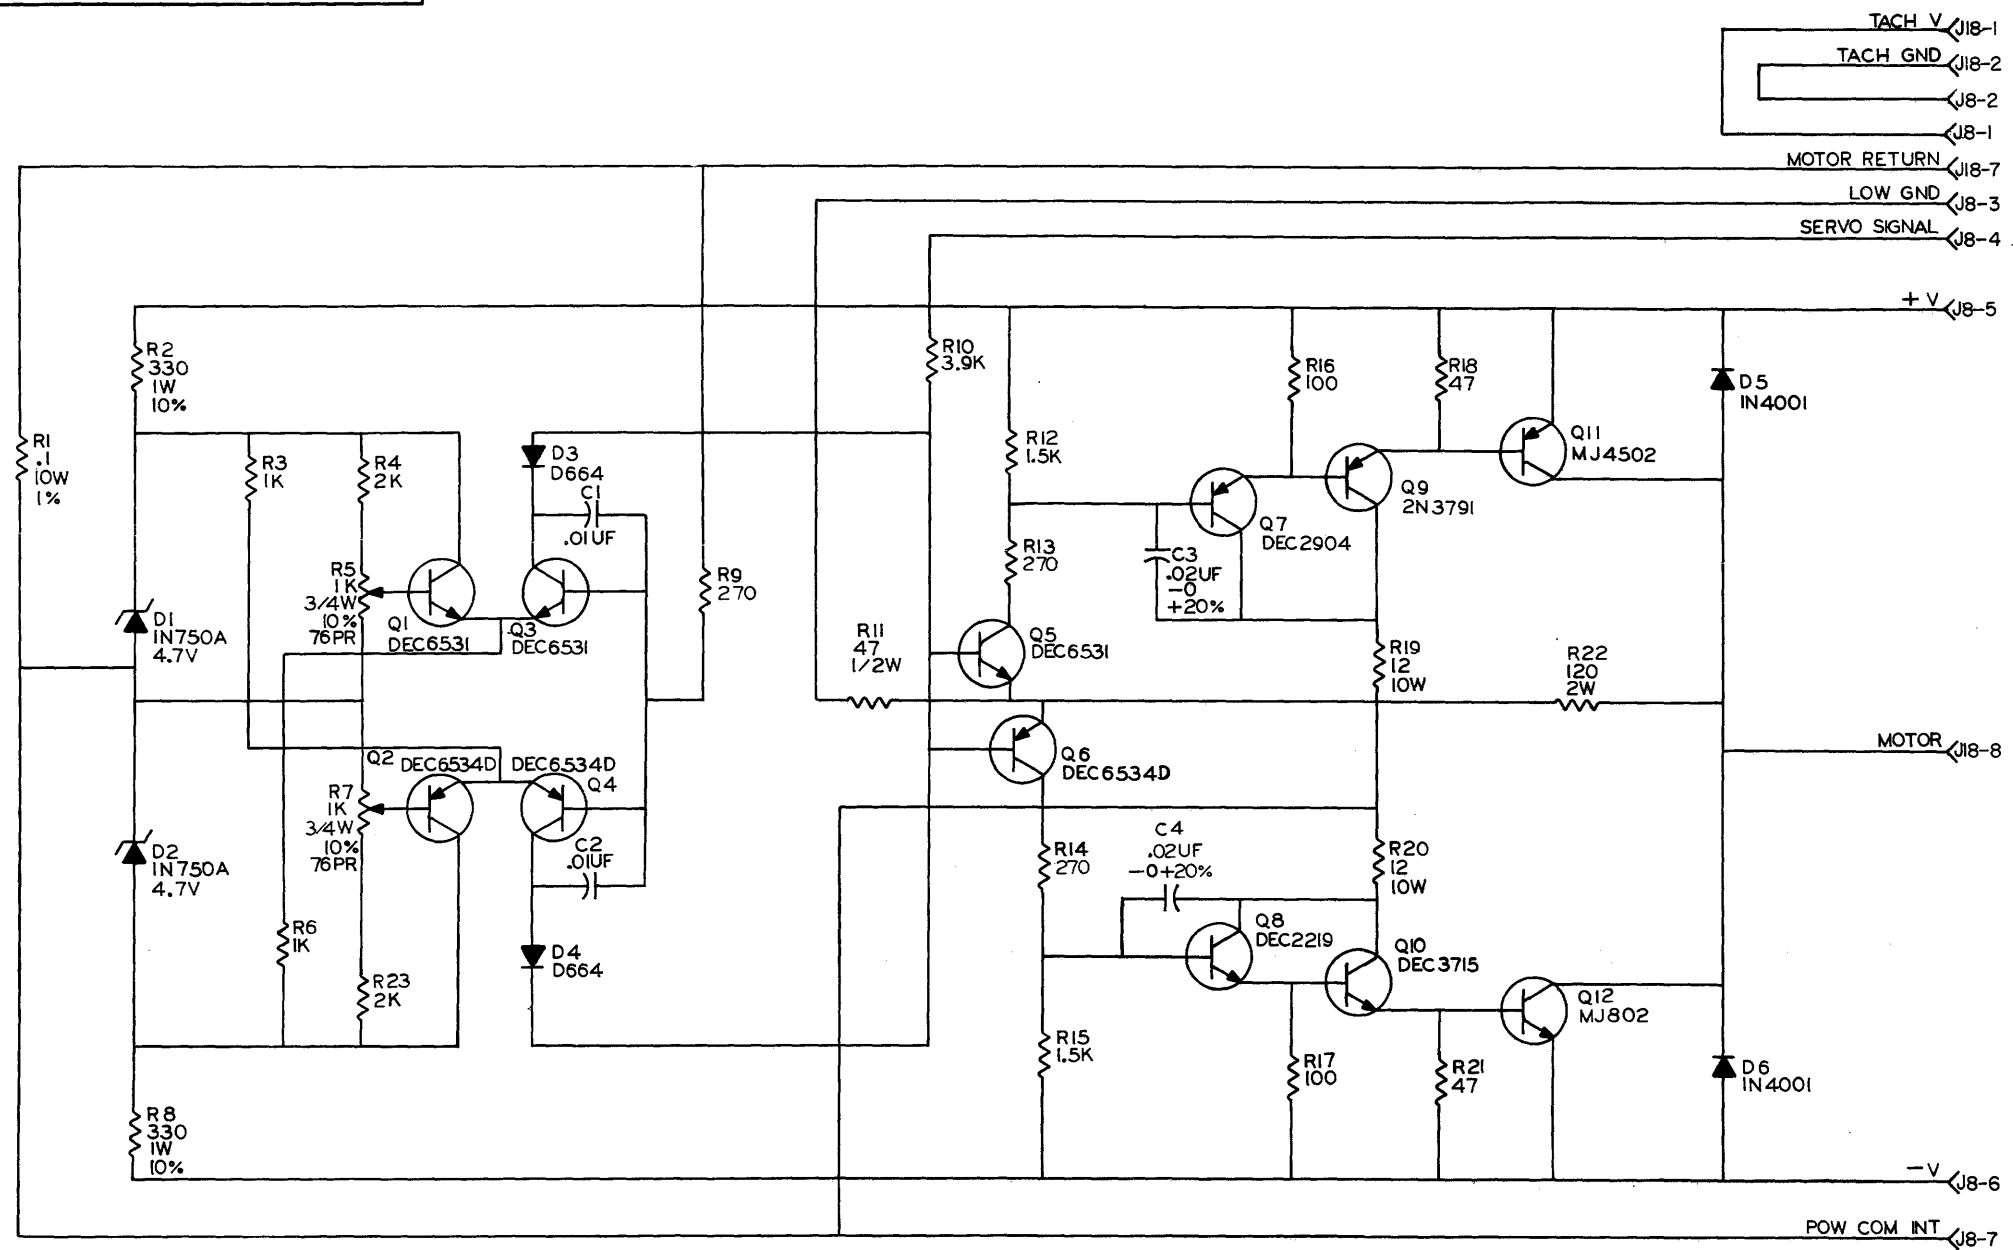 TACH V J18-1
TACH GND J18-2
J8-2
J8-1
MOTOR RETURN J18-7
LOW GND J8-3
SERVO SIGNAL J8-4
+V J8-5
R2
330
1W
10%
R10
3.9K
R16
100
R18
47
D5
IN4001
R1
.1
10W
1%
R3
1K
R4
2K
D3
D664
C1
.01UF
R12
1.5K
Q11
MJ4502
Q9
2N3791
Q7
DEC2904
R13
270
C3
.02UF
-0
+20%
R5
1K
3/4W
10%
76PR
Q1
DEC6531
Q3
DEC6531
R9
270
D1
IN750A
4.7V
R11
47
1/2W
Q5
DEC6531
R19
12
10W
R22
120
2W
MOTOR J18-8
Q2
DEC6534D
DEC6534D
Q4
Q6
DEC6534D
R7
1K
3/4W
10%
76PR
D2
IN750A
4.7V
C2
.01UF
R14
270
C4
.02UF
-0+20%
R20
12
10W
R6
1K
D4
D664
R23
2K
Q8
DEC2219
Q10
DEC3715
Q12
MJ802
R15
1.5K
R17
100
R21
47
D6
IN4001
R8
330
1W
10%
-V J8-6
POW COM INT J8-7